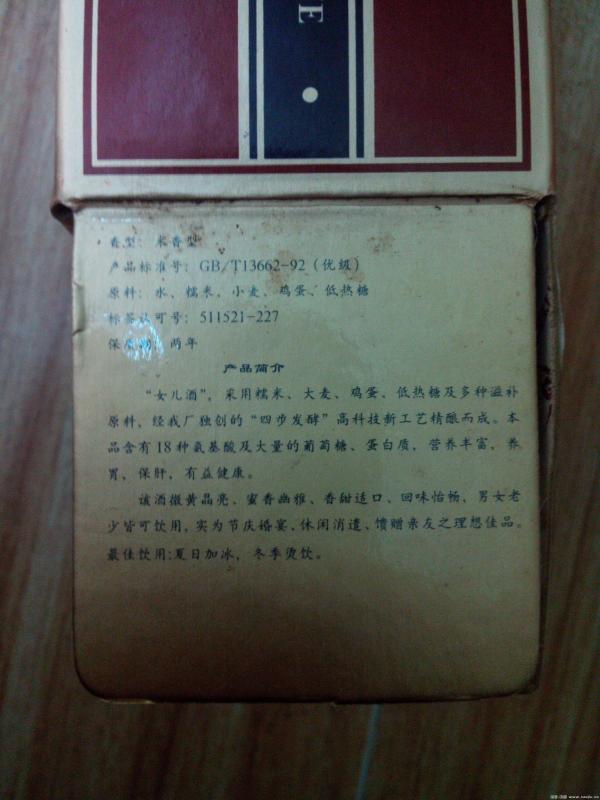 E
香型：米香型
产品标准号：GB/T13662-92（优级）
原料：水、糯米、小麦、鸡蛋、低热糖
标签认可号：511521-227
保质期：两年
产品简介
“女儿酒”，采用糯米、大麦、鸡蛋、低热糖及多种滋补
原料，经我厂独创的“四步发酵”高科技新工艺精酿而成。本
品含有18种氨基酸及大量的葡萄糖、蛋白质，营养丰富，养
胃，保肝，有益健康。
该酒微黄晶亮、蜜香幽雅、香甜适口、回味怡畅，男女老
少皆可饮用，实为节庆婚宴、休闲消遣、馈赠亲友之理想佳品。
最佳饮用：夏日加冰，冬季烫饮。